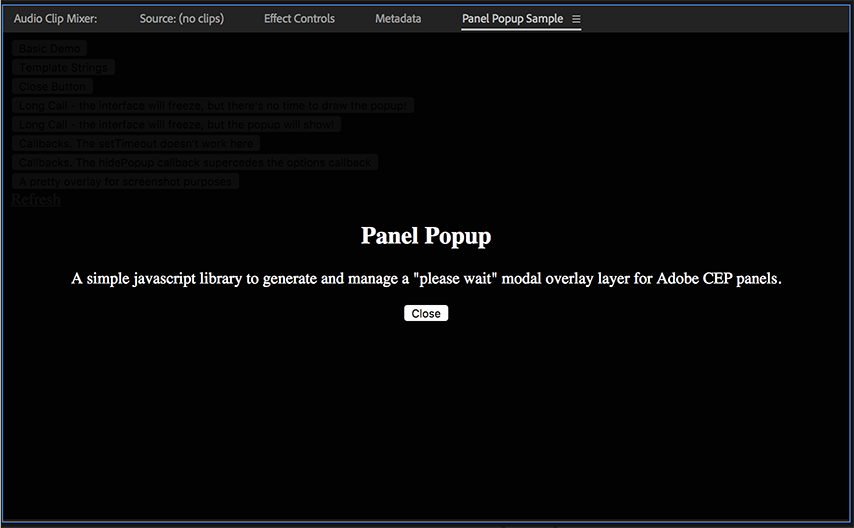 Audio Clip Mixer: Source: (no clips) Effect Controls Metadata Panel Popup Sample
Basic Demo
Template Strings
Close Button
Long Call - the interface will freeze, but there's no time to draw the popup!
Long Call - the interface will freeze, but the popup will show!
Callbacks. The setTimeout doesn't work here
Callbacks. The hidePopup callback supercedes the options callback
A pretty overlay for screenshot purposes
Refresh
Panel Popup
A simple javascript library to generate and manage a "please wait" modal overlay layer for Adobe CEP panels.
Close